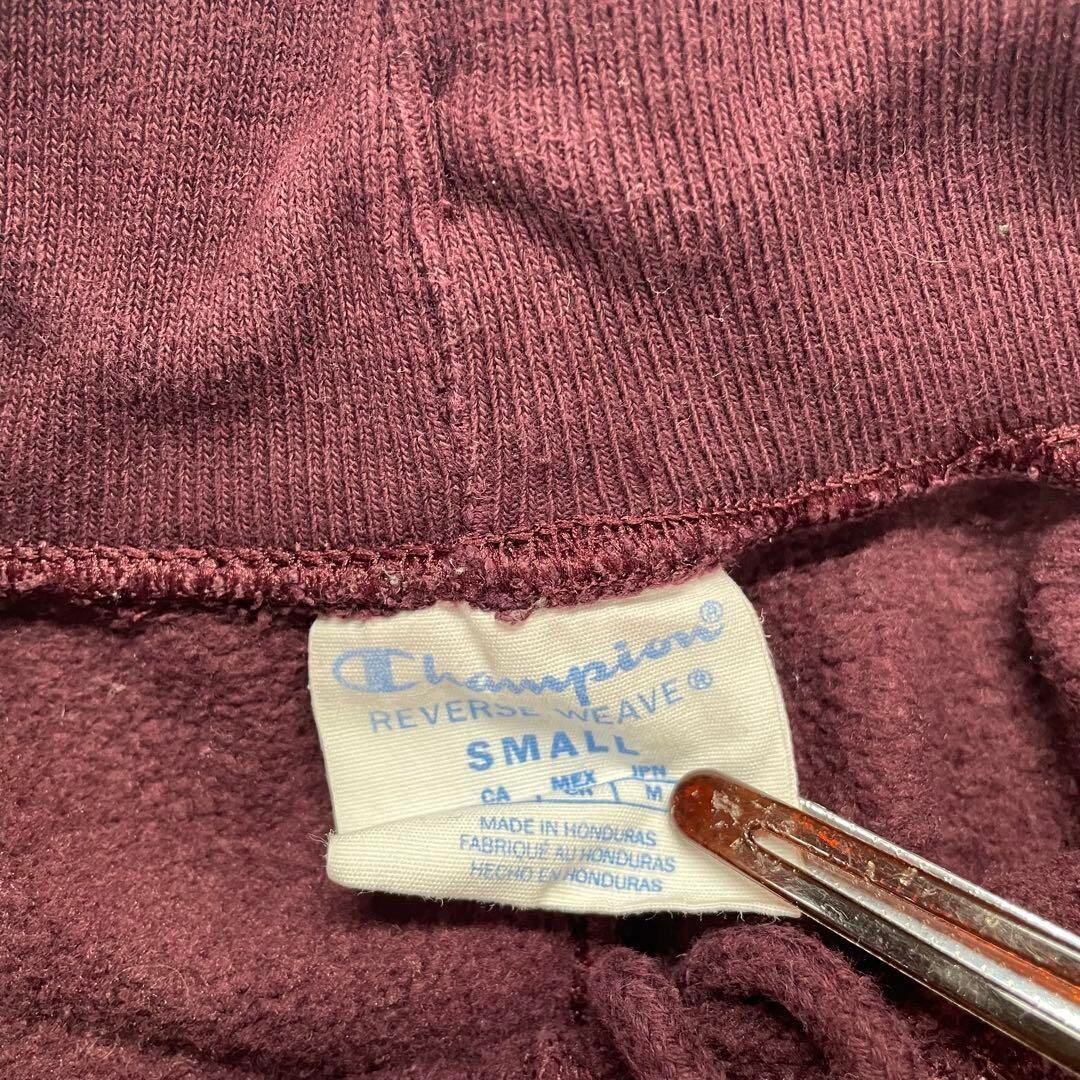 Champion®
REVERSE WEAVE®
SMALL
CA MEX JPN
M
MADE IN HONDURAS
FABRIQUÉ AU HONDURAS
HECHO EN HONDURAS